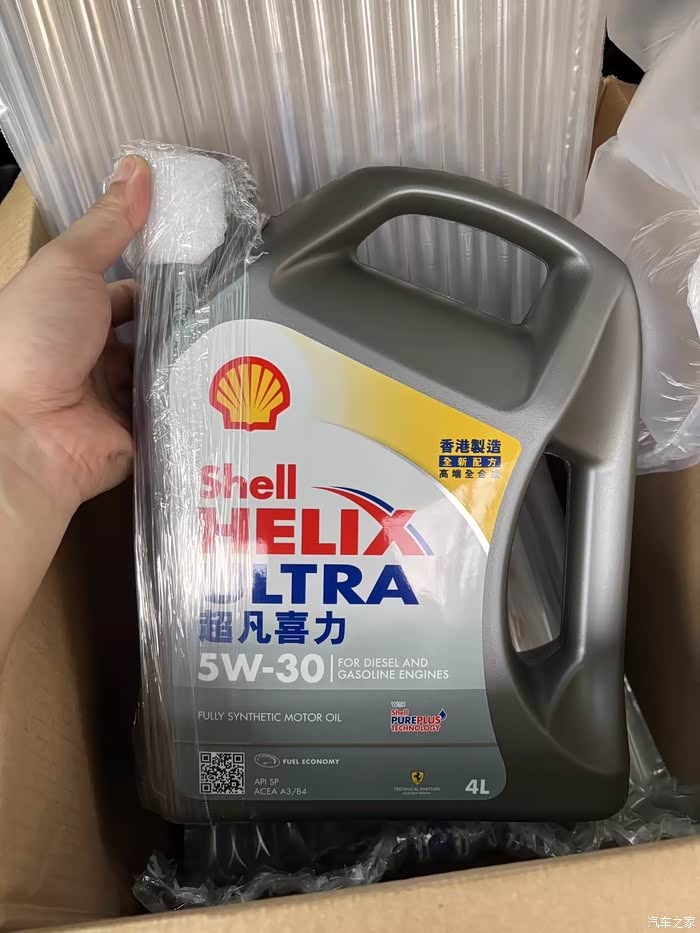 香港製造
全新配方
高端全合成
Shell
HELIX
ULTRA
超凡喜力
5W-30
FOR DIESEL AND
GASOLINE ENGINES
FULLY SYNTHETIC MOTOR OIL
WITH
Shell
PUREPLUS
TECHNOLOGY
FUEL ECONOMY
API SP
ACEA A3/B4
TECHNICAL PARTNER
4L
汽车之家